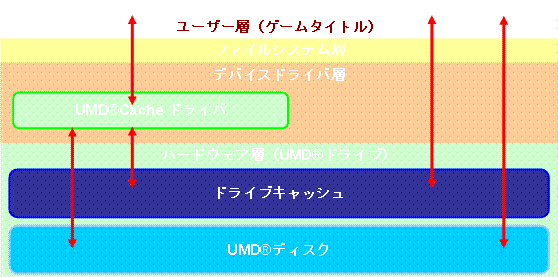 ユーザー層（ゲームタイトル）
ファイルシステム層
デバイスドライバ層
UMD®Cache ドライバ
ハードウェア層（UMD®ドライブ）
ドライブキャッシュ
UMD®ディスク